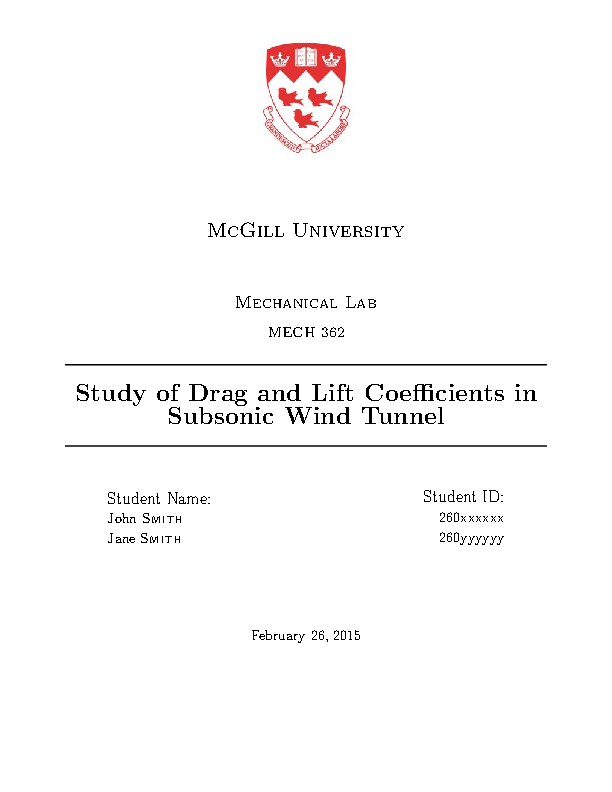 McGill University
Mechanical Lab
MECH 362
Study of Drag and Lift Coefficients in
Subsonic Wind Tunnel
Student Name: Student ID:
John Smith 260xxxxxx
Jane Smith 260yyyyyy
February 26, 2015